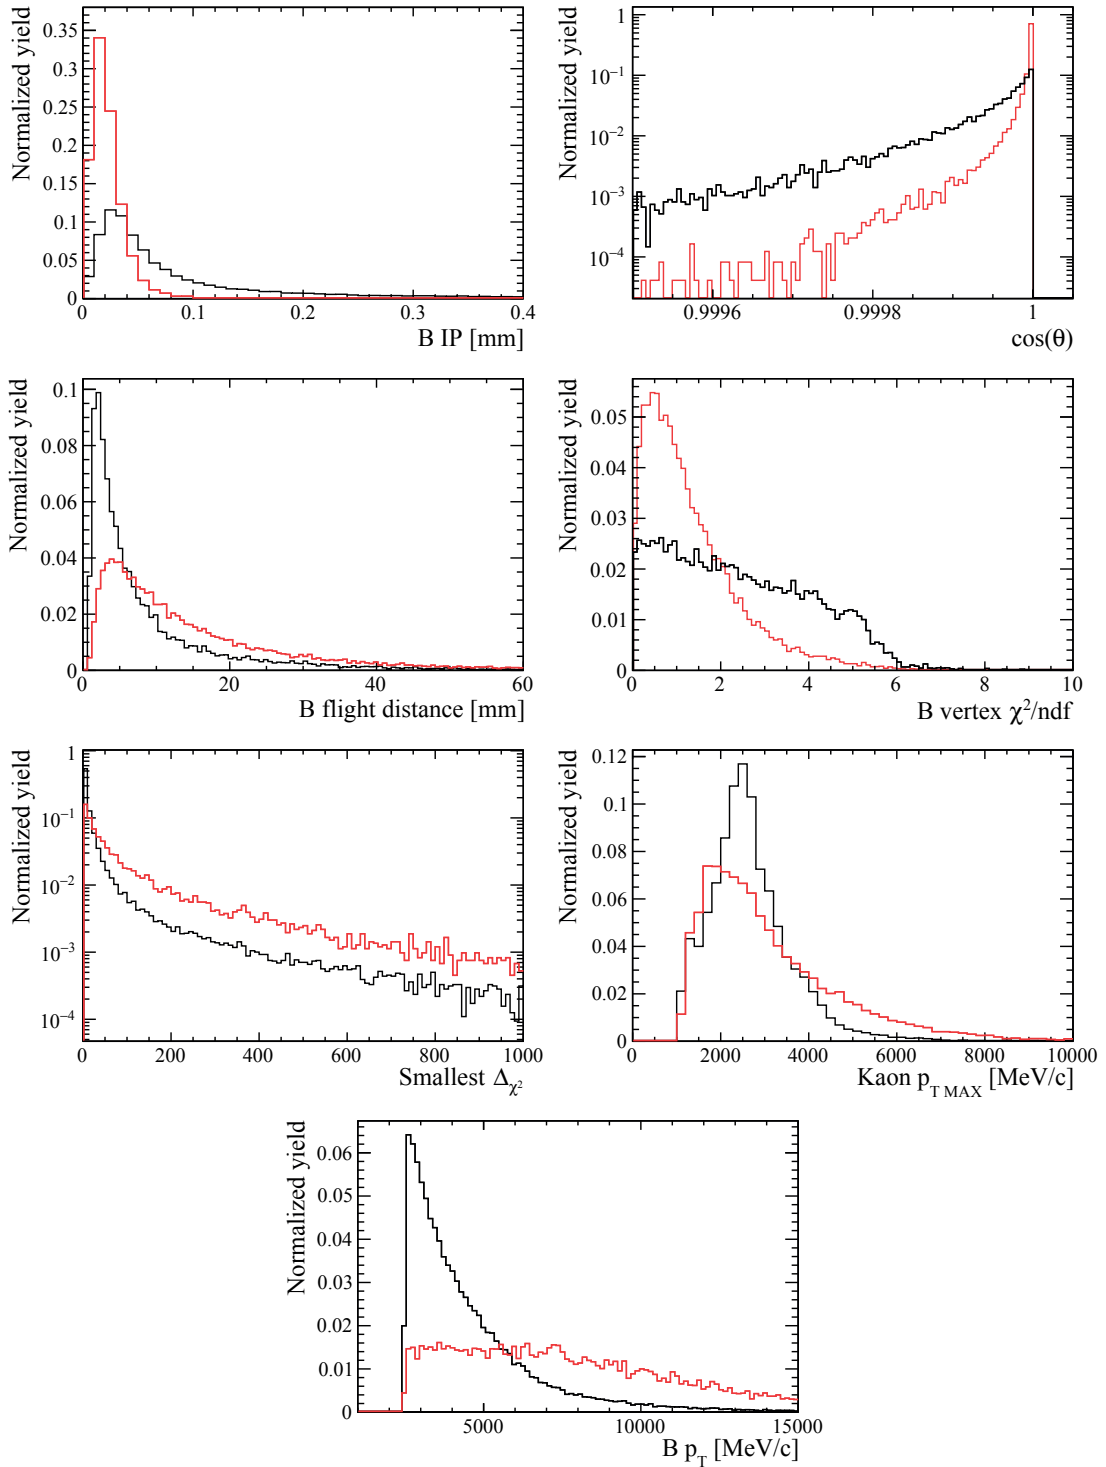 Normalized yield
0.35
0.3
0.25
0.2
0.15
0.1
0.05
0
0 0.1 0.2 0.3 0.4
B IP [mm]
Normalized yield
1
10⁻¹
10⁻²
10⁻³
10⁻⁴
0.9996 0.9998 1
cos(θ)
Normalized yield
0.1
0.08
0.06
0.04
0.02
0
0 20 40 60
B flight distance [mm]
Normalized yield
0.05
0.04
0.03
0.02
0.01
0
0 2 4 6 8 10
B vertex χ²/ndf
Normalized yield
1
10⁻¹
10⁻²
10⁻³
10⁻⁴
0 200 400 600 800 1000
Smallest Δχ²
Normalized yield
0.12
0.1
0.08
0.06
0.04
0.02
0
0 2000 4000 6000 8000 10000
Kaon pT MAX [MeV/c]
Normalized yield
0.06
0.05
0.04
0.03
0.02
0.01
0
5000 10000 15000
B pT [MeV/c]